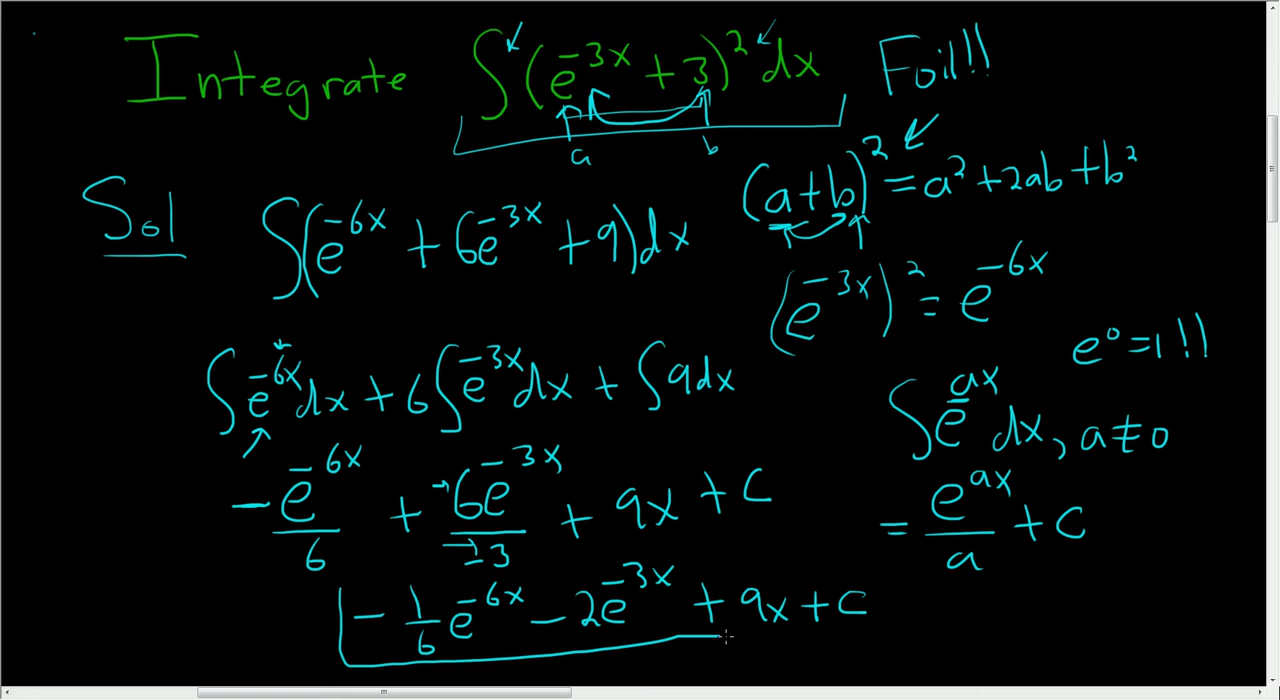 Integrate ∫(e^{-3x} + 3)^2 dx Foil!!
a b
(a+b)^2 = a^2 + 2ab + b^2
Sol ∫(e^{-6x} + 6e^{-3x} + 9)dx
(e^{-3x})^2 = e^{-6x}
e^0 = 1!!
∫e^{-6x}dx + 6∫e^{-3x}dx + ∫9dx
∫e^{ax}dx, a≠0
-e^{-6x}/6 + 6e^{-3x}/-3 + 9x + C
= e^{ax}/a + C
-1/6 e^{-6x} - 2e^{-3x} + 9x + C